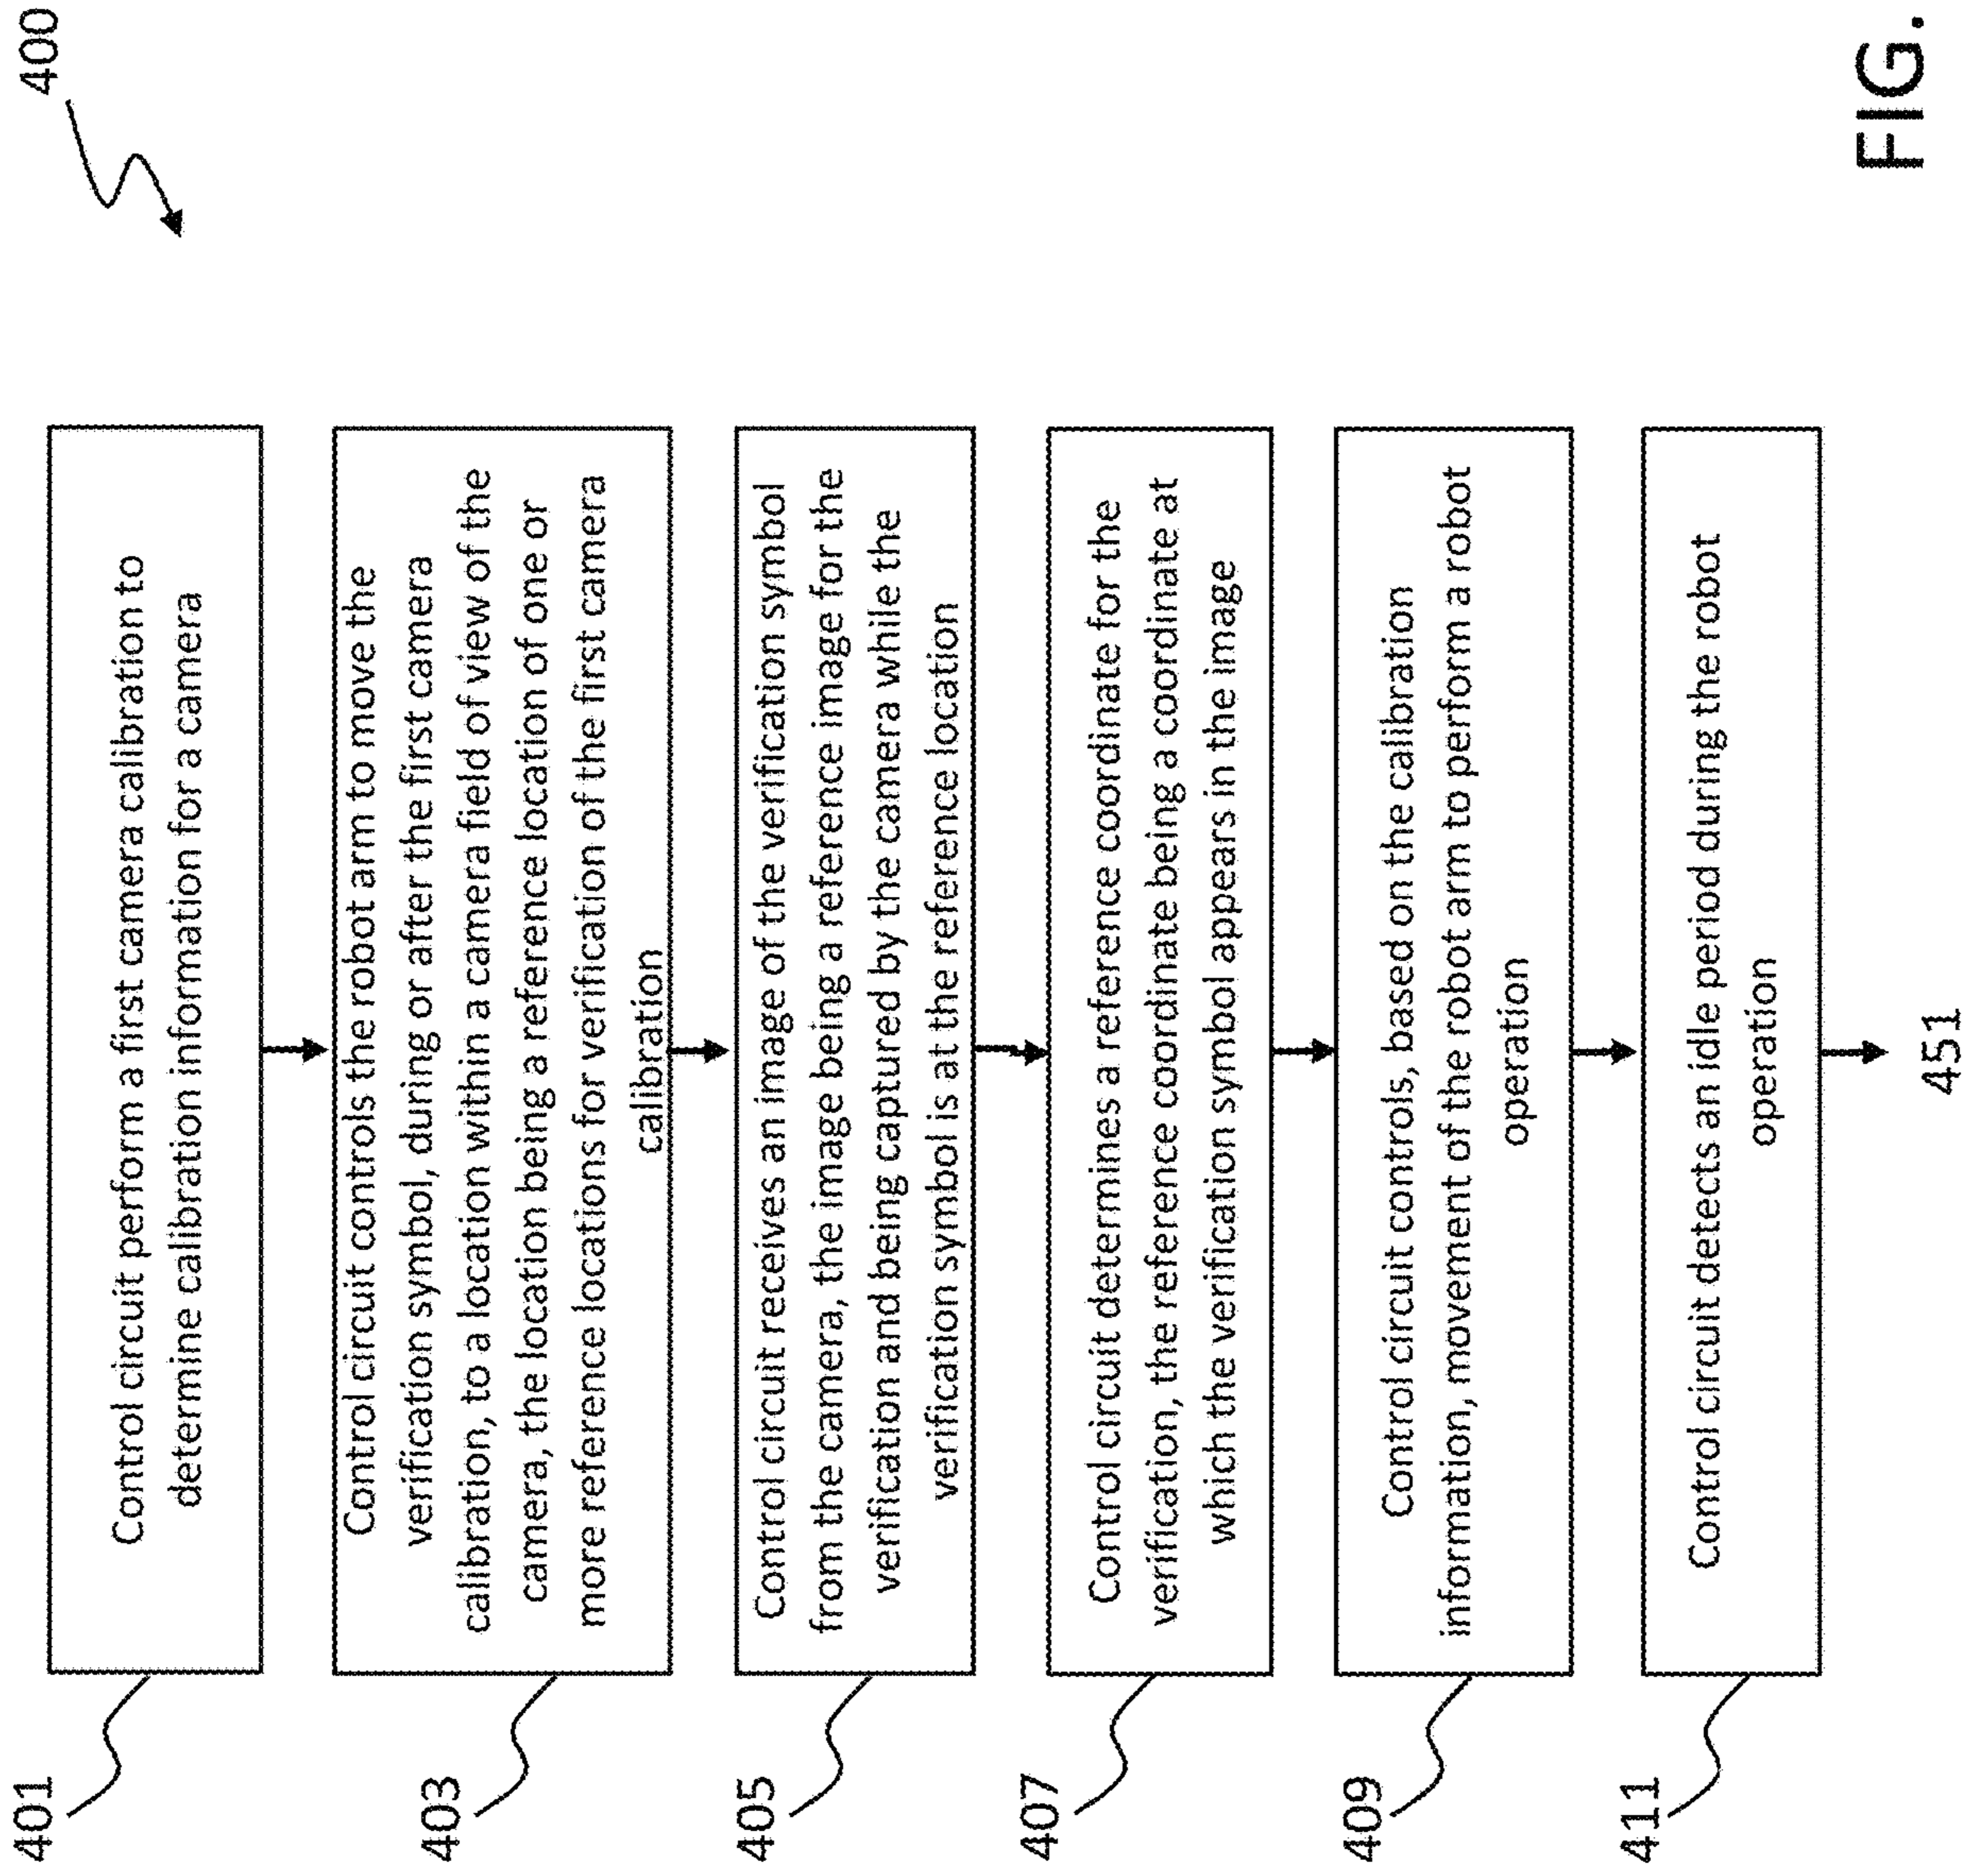 400
401
Control circuit perform a first camera calibration to
determine calibration information for a camera
403
Control circuit controls the robot arm to move the
verification symbol, during or after the first camera
calibration, to a location within a camera field of view of the
camera, the location being a reference location of one or
more reference locations for verification of the first camera
calibration
405
Control circuit receives an image of the verification symbol
from the camera, the image being a reference image for the
verification and being captured by the camera while the
verification symbol is at the reference location
407
Control circuit determines a reference coordinate for the
verification, the reference coordinate being a coordinate at
which the verification symbol appears in the image
409
Control circuit controls, based on the calibration
information, movement of the robot arm to perform a robot
operation
411
Control circuit detects an idle period during the robot
operation
451
FIG.